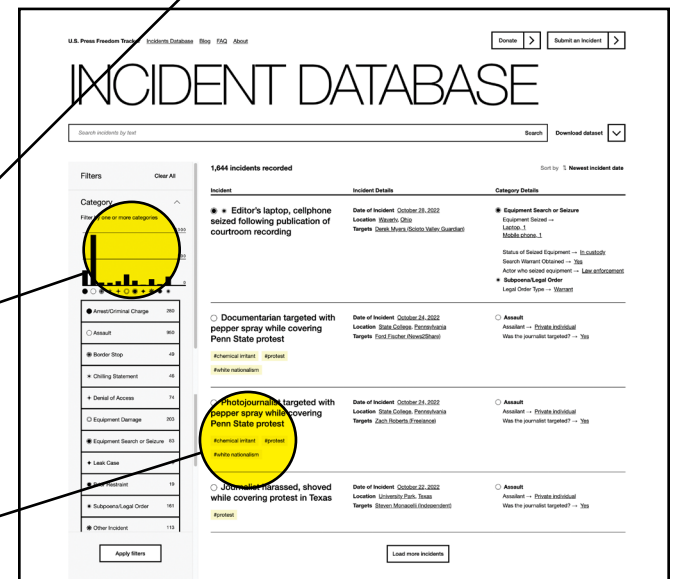 U.S. Press Freedom Tracker Incidents Database Blog FAQ About
Donate
Submit an Incident
INCIDENT DATABASE
Search incidents by text
Search
Download dataset
Filters
Clear All
Category
Filter by one or more categories
0
Arrest/Criminal Charge 260
Assault 950
Border Stop 49
Chilling Statement 46
Denial of Access 74
Equipment Damage 203
Equipment Search or Seizure 83
Leak Case
Restraint 19
Subpoena/Legal Order 161
Other Incident 113
Apply filters
1,644 incidents recorded
Sort by Newest incident date
Incident
Incident Details
Category Details
Editor's laptop, cellphone
seized following publication of
courtroom recording
Date of Incident October 28, 2022
Location Waverly, Ohio
Targets Derek Myers (Scioto Valley Guardian)
Equipment Search or Seizure
Equipment Seized →
Laptop, 1
Mobile phone, 1
Status of Seized Equipment → In custody
Search Warrant Obtained → Yes
Actor who seized equipment → Law enforcement
Subpoena/Legal Order
Legal Order Type → Warrant
Documentarian targeted with
pepper spray while covering
Penn State protest
#chemical irritant #protest
#white nationalism
Date of Incident October 24, 2022
Location State College, Pennsylvania
Targets Ford Fischer (News2Share)
Assault
Assailant → Private individual
Was the journalist targeted? → Yes
Photojournalist targeted with
pepper spray while covering
Penn State protest
#chemical irritant #protest
#white nationalism
Date of Incident October 24, 2022
Location State College, Pennsylvania
Targets Zach Roberts (Freelance)
Assault
Assailant → Private individual
Was the journalist targeted? → Yes
Journalist harassed, shoved
while covering protest in Texas
#protest
Date of Incident October 22, 2022
Location University Park, Texas
Targets Steven Monacelli (Independent)
Assault
Assailant → Private individual
Was the journalist targeted? → Yes
Load more incidents